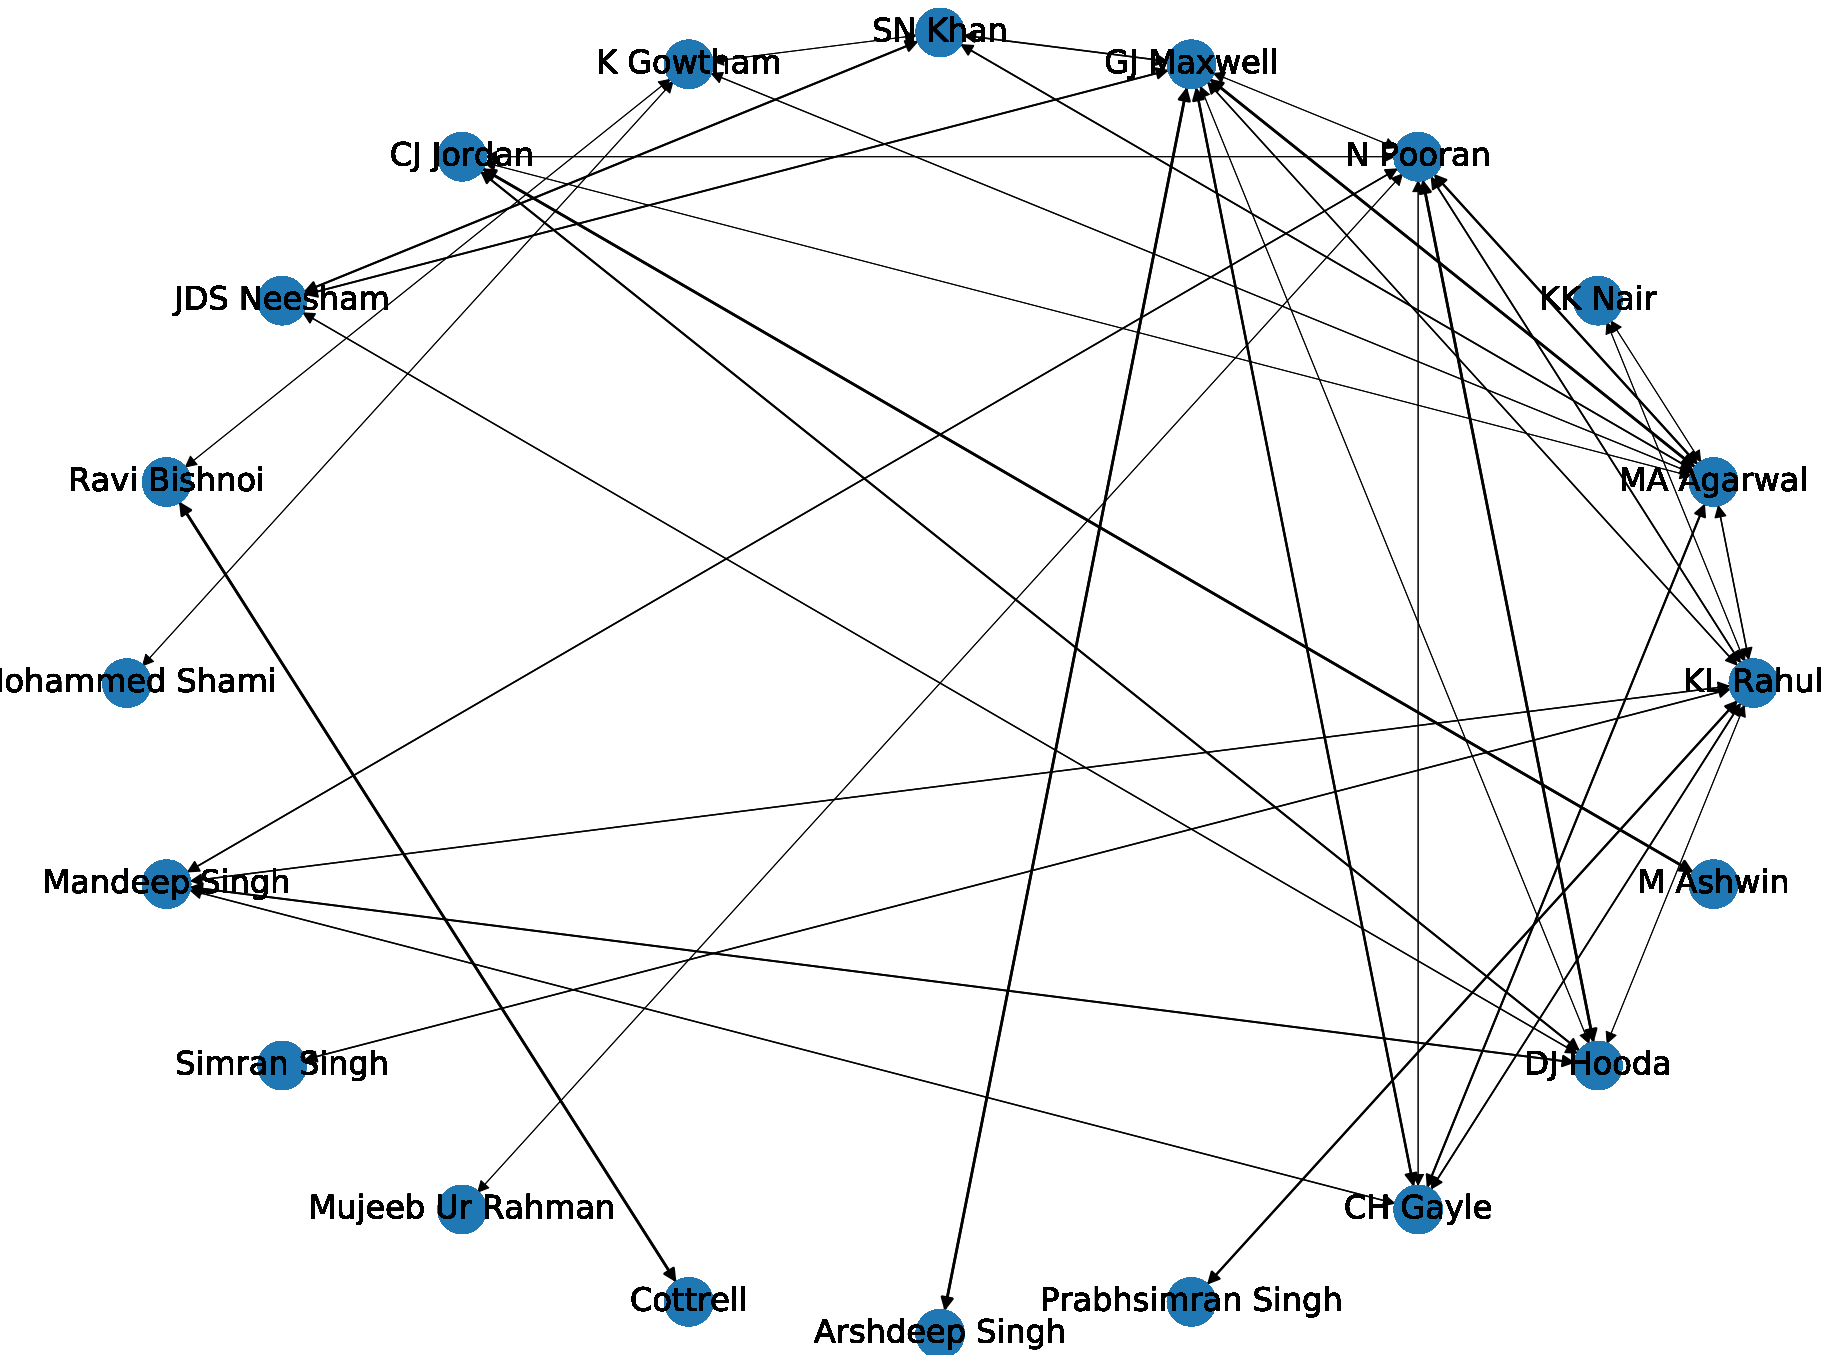 SN Khan
K Gowtham
GJ Maxwell
CJ Jordan
N Pooran
JDS Neesham
KK Nair
Ravi Bishnoi
MA Agarwal
ohammed Shami
KL Rahul
Mandeep Singh
M Ashwin
Simran Singh
DJ Hooda
Mujeeb Ur Rahman
CH Gayle
Cottrell
Prabhsimran Singh
Arshdeep Singh